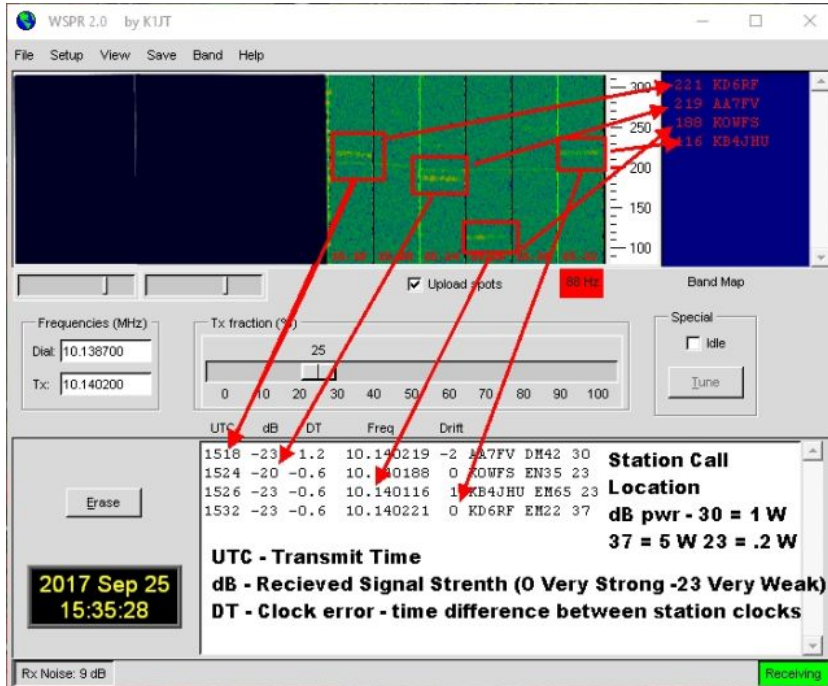 WSPR 2.0 by K1JT
File Setup View Save Band Help
300
250
200
150
100
221 KD6RF
219 AA7FV
188 K0WFS
116 KB4JHU
Upload spots
88 Hz
Band Map
Frequencies (MHz)
Dial: 10.138700
Tx: 10.140200
Tx fraction (%)
25
0 10 20 30 40 50 60 70 80 90 100
Special
Idle
Tune
UTC dB DT Freq Drift
1518 -23 1.2 10.140219 -2 AA7FV DM42 30
1524 -20 -0.6 10.140188 0 K0WFS EN35 23
1526 -23 -0.6 10.140116 1 KB4JHU EM65 23
1532 -23 -0.6 10.140221 0 KD6RF EM22 37
Station Call
Location
dB pwr - 30 = 1 W
37 = 5 W 23 = .2 W
Erase
UTC - Transmit Time
dB - Recieved Signal Strenth (0 Very Strong -23 Very Weak)
DT - Clock error - time difference between station clocks
2017 Sep 25
15:35:28
Rx Noise: 9 dB
Receiving